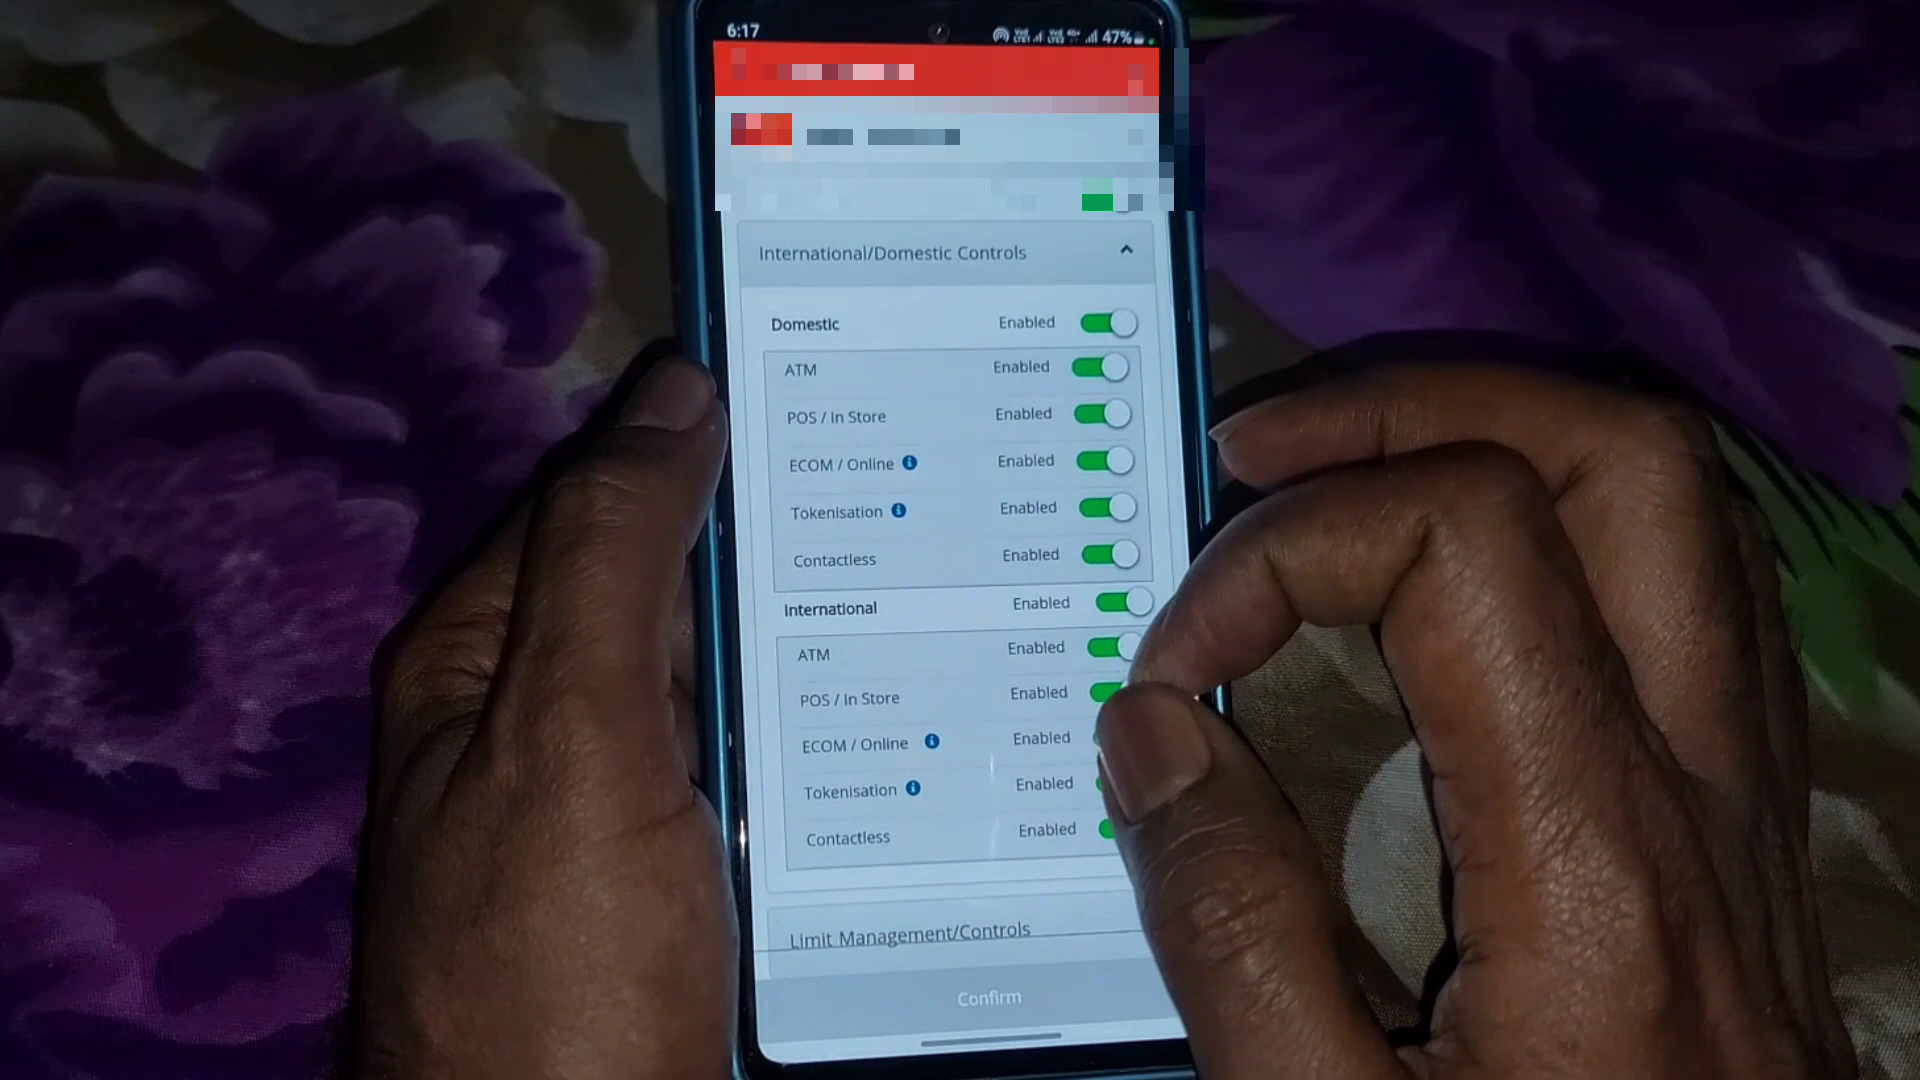 6:17
47%
International/Domestic Controls
Domestic Enabled
ATM Enabled
POS / In Store Enabled
ECOM / Online Enabled
Tokenisation Enabled
Contactless Enabled
International Enabled
ATM Enabled
POS / In Store Enabled
ECOM / Online Enabled
Tokenisation Enabled
Contactless Enabled
Limit Management/Controls
Confirm